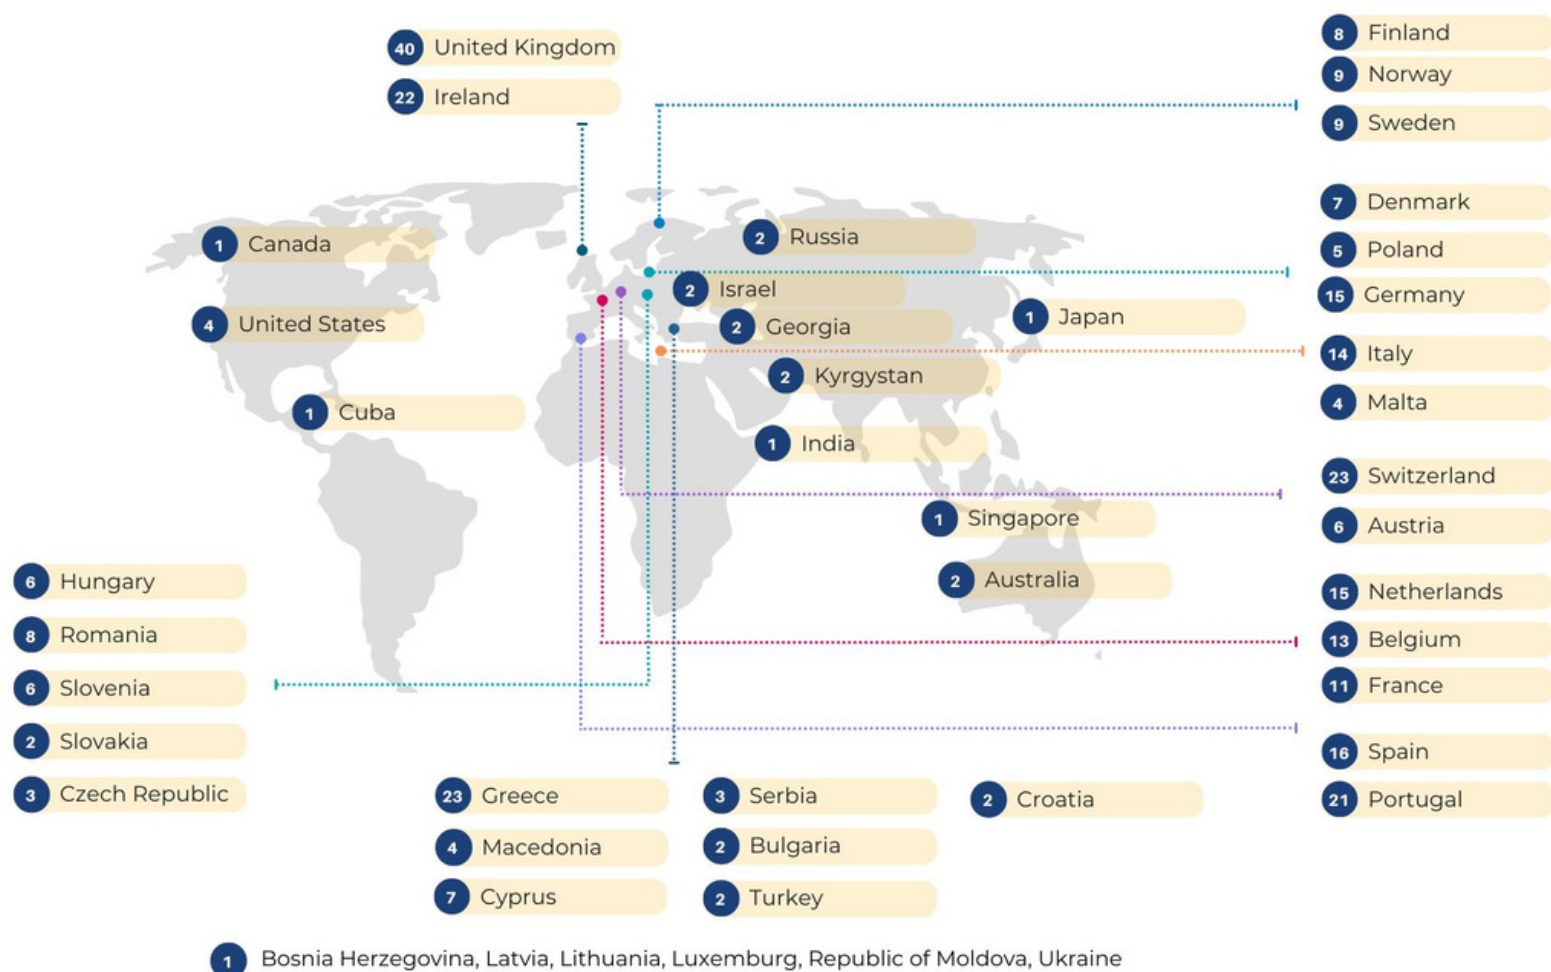 40 United Kingdom
22 Ireland
8 Finland
9 Norway
9 Sweden
7 Denmark
5 Poland
15 Germany
14 Italy
4 Malta
23 Switzerland
6 Austria
15 Netherlands
13 Belgium
11 France
16 Spain
21 Portugal
1 Canada
4 United States
1 Cuba
2 Russia
2 Israel
2 Georgia
1 Japan
2 Kyrgystan
1 India
1 Singapore
2 Australia
6 Hungary
8 Romania
6 Slovenia
2 Slovakia
3 Czech Republic
23 Greece
4 Macedonia
7 Cyprus
3 Serbia
2 Bulgaria
2 Turkey
2 Croatia
1 Bosnia Herzegovina, Latvia, Lithuania, Luxemburg, Republic of Moldova, Ukraine